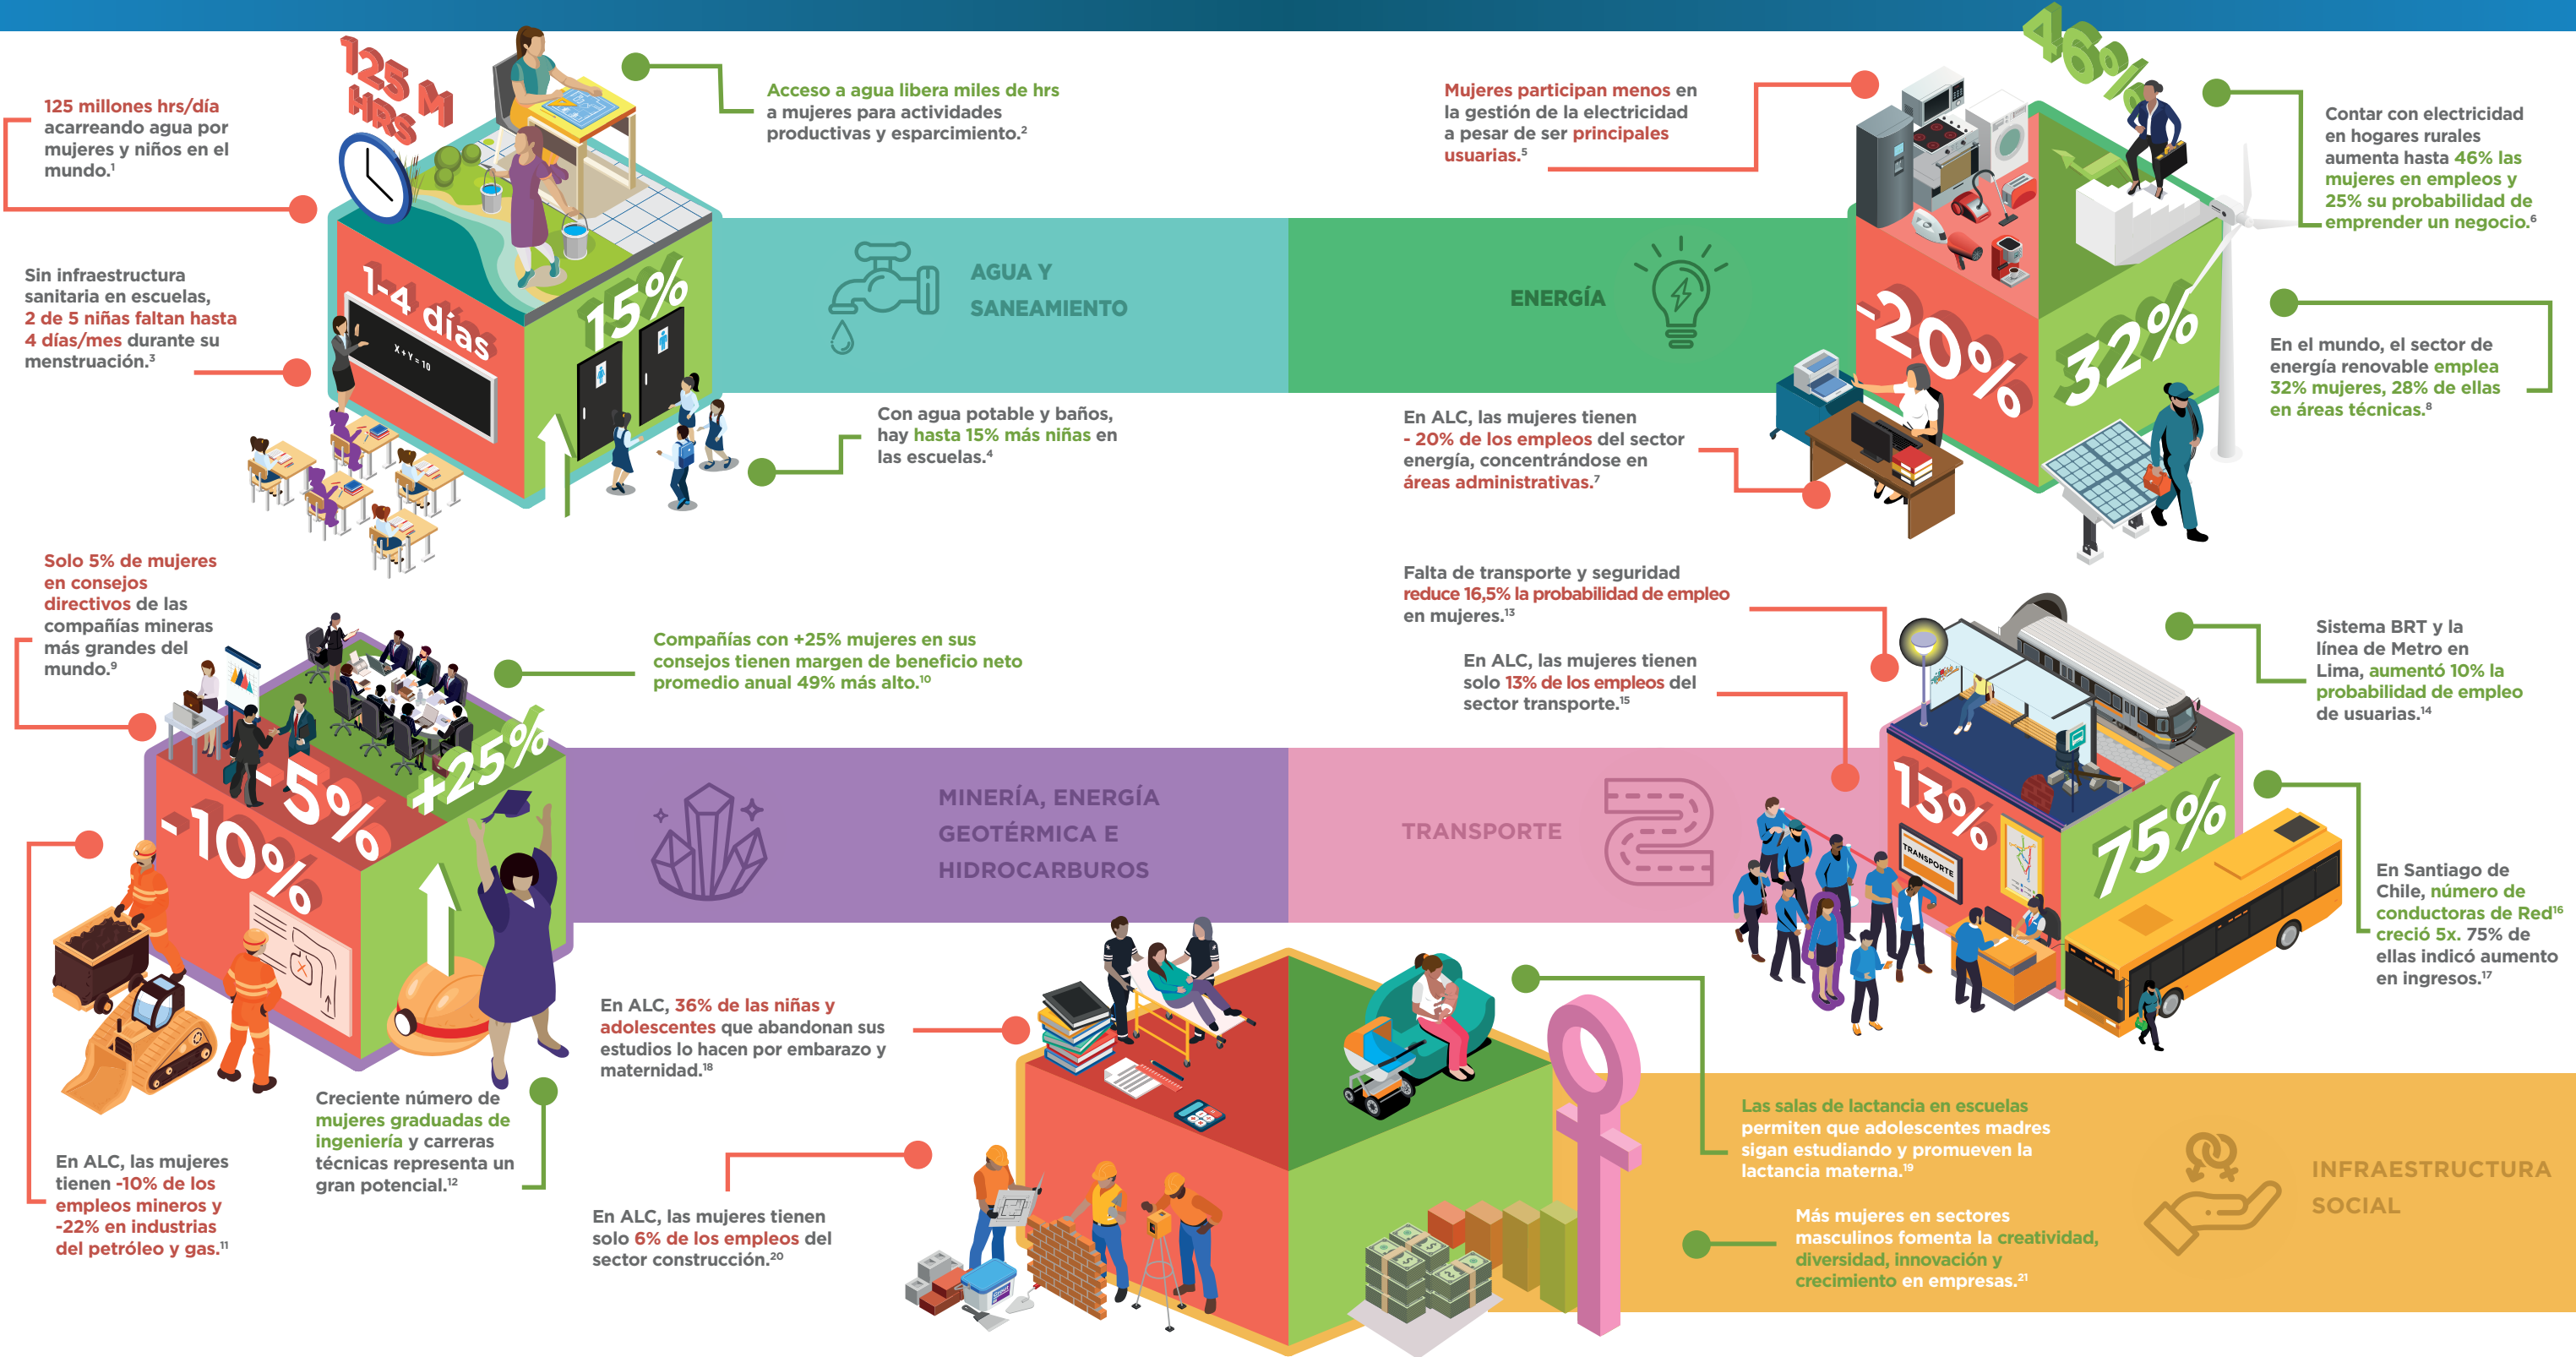 125 M
HRS
125 millones hrs/día
acarreando agua por
mujeres y niños en el
mundo.¹
Acceso a agua libera miles de hrs
a mujeres para actividades
productivas y esparcimiento.²
Sin infraestructura
sanitaria en escuelas,
2 de 5 niñas faltan hasta
4 días/mes durante su
menstruación.³
1-4 días
X + Y = 10
15%
Con agua potable y baños,
hay hasta 15% más niñas en
las escuelas.⁴
AGUA Y
SANEAMIENTO
ENERGÍA
Mujeres participan menos en
la gestión de la electricidad
a pesar de ser principales
usuarias.⁵
46%
Contar con electricidad
en hogares rurales
aumenta hasta 46% las
mujeres en empleos y
25% su probabilidad de
emprender un negocio.⁶
-20%
32%
En ALC, las mujeres tienen
- 20% de los empleos del sector
energía, concentrándose en
áreas administrativas.⁷
En el mundo, el sector de
energía renovable emplea
32% mujeres, 28% de ellas
en áreas técnicas.⁸
Solo 5% de mujeres
en consejos
directivos de las
compañías mineras
más grandes del
mundo.⁹
Compañías con +25% mujeres en sus
consejos tienen margen de beneficio neto
promedio anual 49% más alto.¹⁰
-5%
+25%
-10%
MINERÍA, ENERGÍA
GEOTÉRMICA E
HIDROCARBUROS
En ALC, las mujeres
tienen -10% de los
empleos mineros y
-22% en industrias
del petróleo y gas.¹¹
Creciente número de
mujeres graduadas de
ingeniería y carreras
técnicas representa un
gran potencial.¹²
Falta de transporte y seguridad
reduce 16,5% la probabilidad de empleo
en mujeres.¹³
En ALC, las mujeres tienen
solo 13% de los empleos del
sector transporte.¹⁵
Sistema BRT y la
línea de Metro en
Lima, aumentó 10% la
probabilidad de empleo
de usuarias.¹⁴
TRANSPORTE
13%
TRANSPORTE
75%
En Santiago de
Chile, número de
conductoras de Red¹⁶
creció 5x. 75% de
ellas indicó aumento
en ingresos.¹⁷
En ALC, 36% de las niñas y
adolescentes que abandonan sus
estudios lo hacen por embarazo y
maternidad.¹⁸
Las salas de lactancia en escuelas
permiten que adolescentes madres
sigan estudiando y promueven la
lactancia materna.¹⁹
En ALC, las mujeres tienen
solo 6% de los empleos del
sector construcción.²⁰
Más mujeres en sectores
masculinos fomenta la creatividad,
diversidad, innovación y
crecimiento en empresas.²¹
INFRAESTRUCTURA
SOCIAL